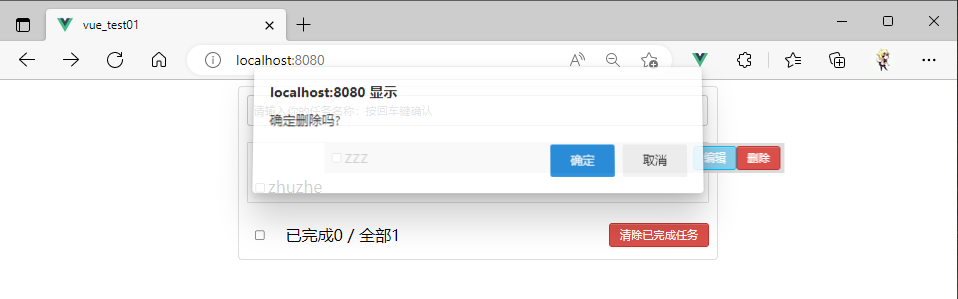 vue_test01
localhost:8080
localhost:8080 显示
请输入你的任务名称，按回车键确认
确定删除吗?
zzz
确定
取消
编辑
删除
zhuzhe
已完成0 / 全部1
清除已完成任务